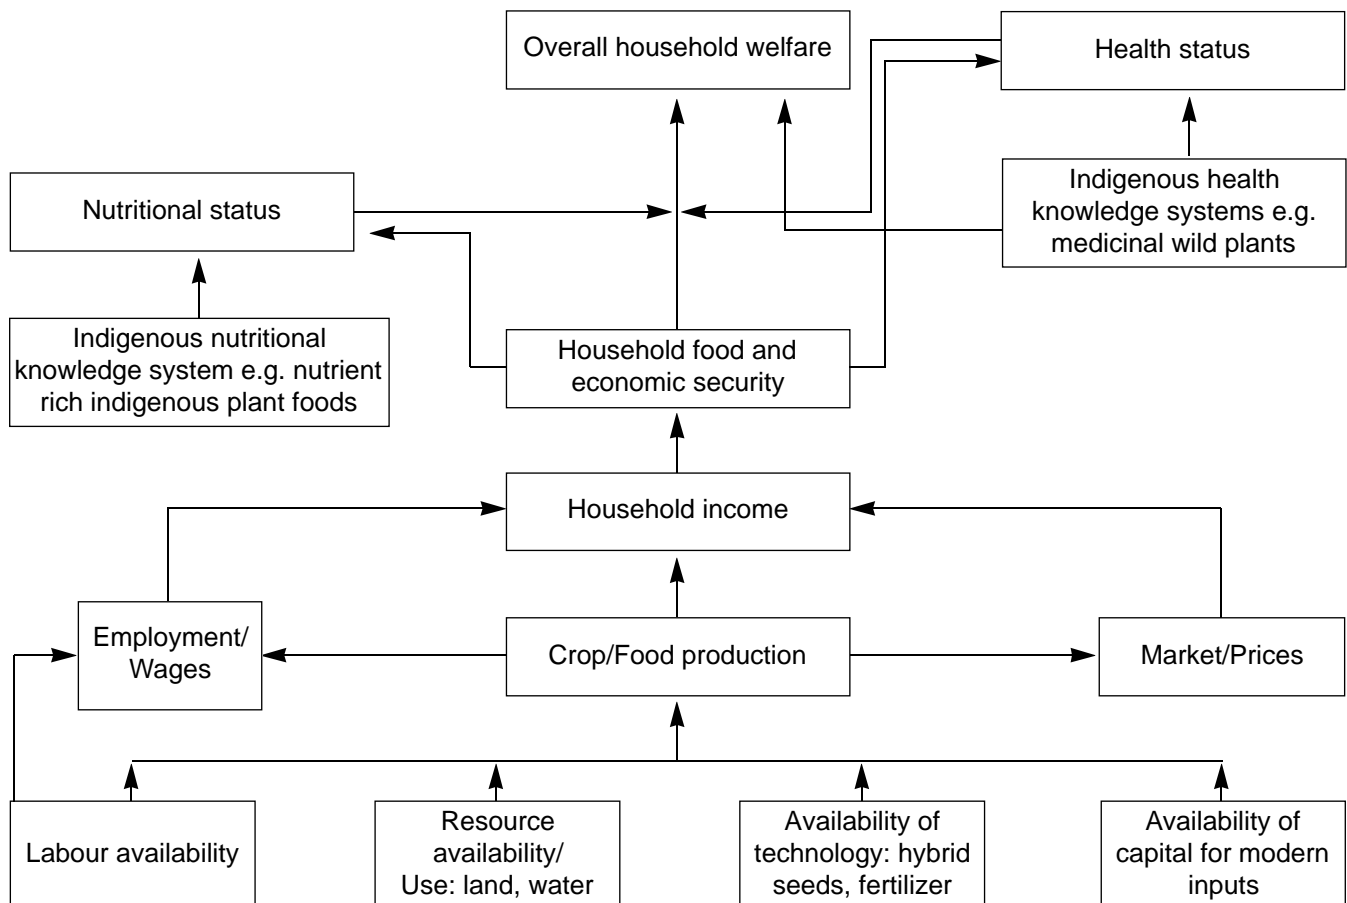 Overall household welfare
Health status
Nutritional status
Indigenous health
knowledge systems e.g.
medicinal wild plants
Indigenous nutritional
knowledge system e.g. nutrient
rich indigenous plant foods
Household food and
economic security
Household income
Employment/
Wages
Crop/Food production
Market/Prices
Labour availability
Resource
availability/
Use: land, water
Availability of
technology: hybrid
seeds, fertilizer
Availability of
capital for modern
inputs